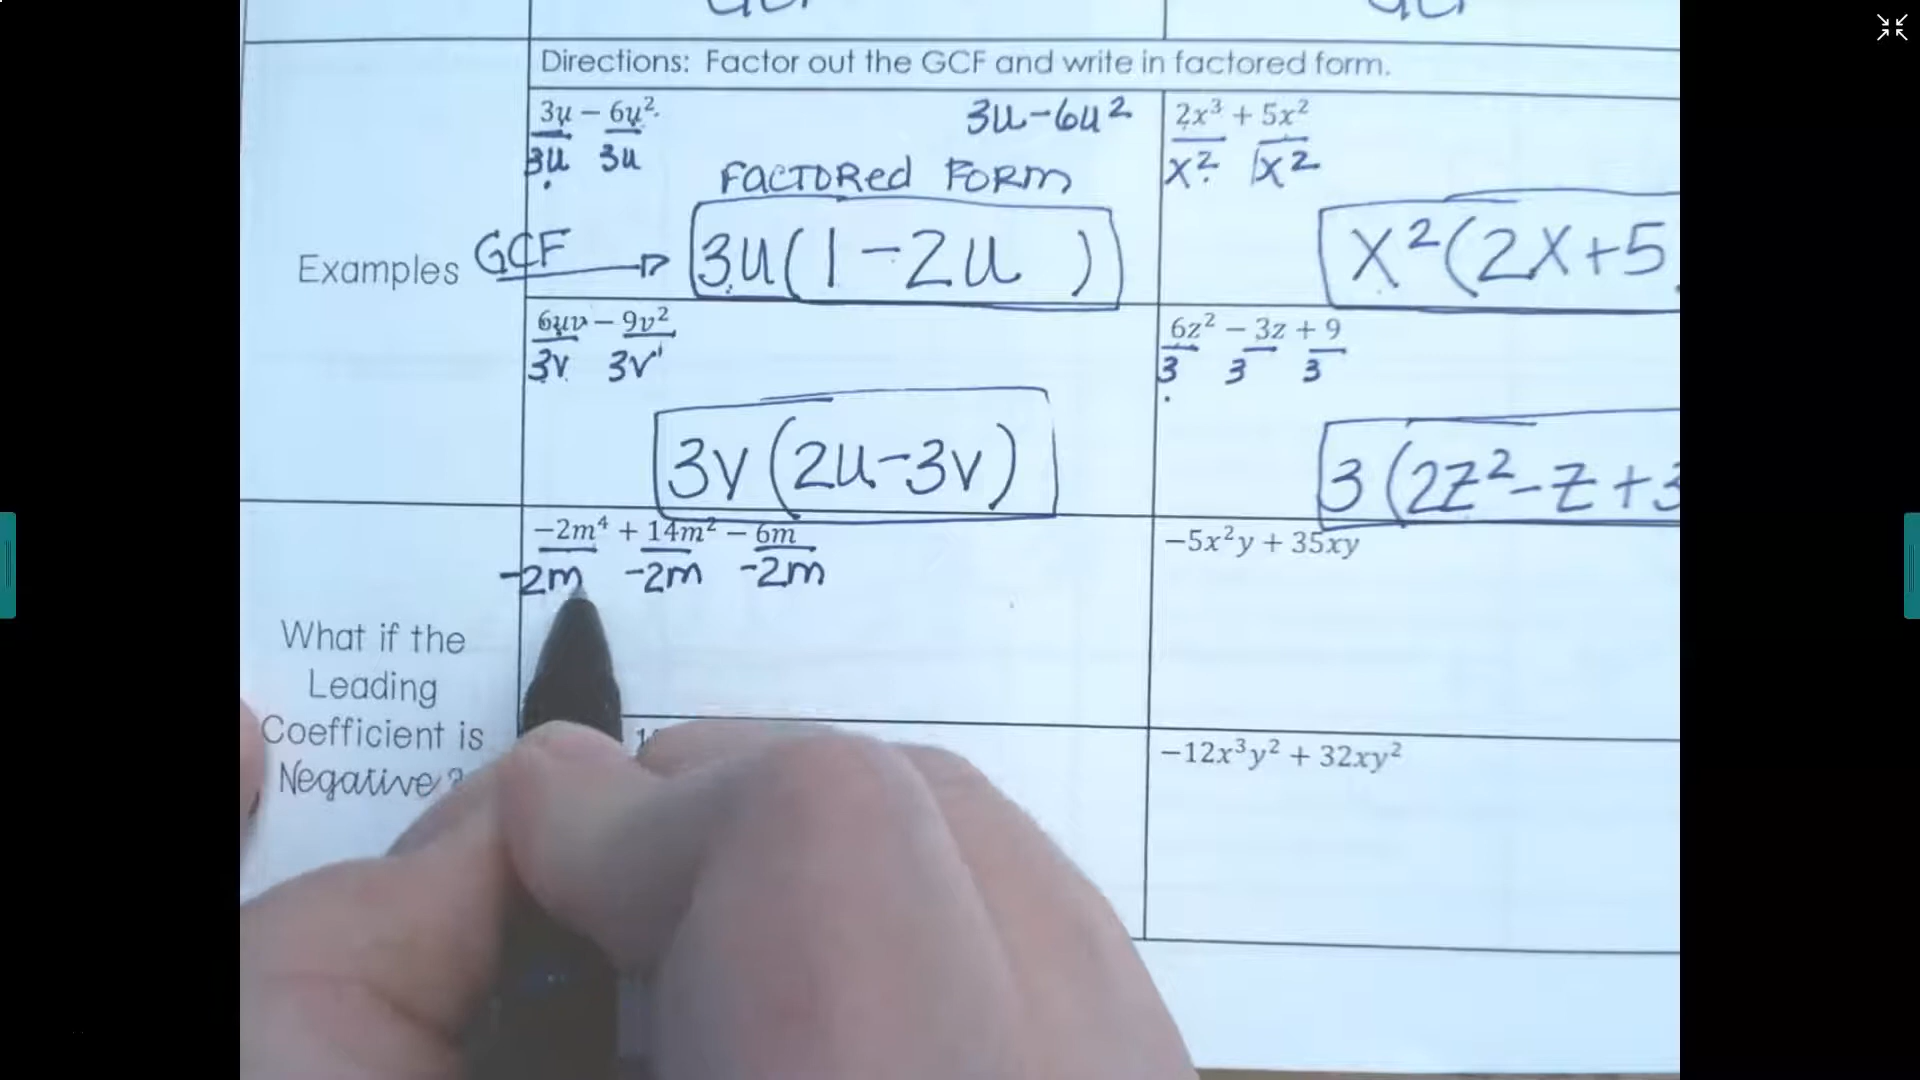 Directions: Factor out the GCF and write in factored form.
3u − 6u²
3u 3u
3u-6u²
FACTORED FORM
GCF
3u(1-2u )
2x³ + 5x²
x² x²
x²(2x+5
Examples
6uv − 9v²
3v 3v
3v(2u-3v)
6z² − 3z + 9
3 3 3
3(2z²-z+3
−2m⁴ + 14m² − 6m
-2m -2m -2m
−5x²y + 35xy
What if the
Leading
Coefficient is
Negative?
−12x³y² + 32xy²